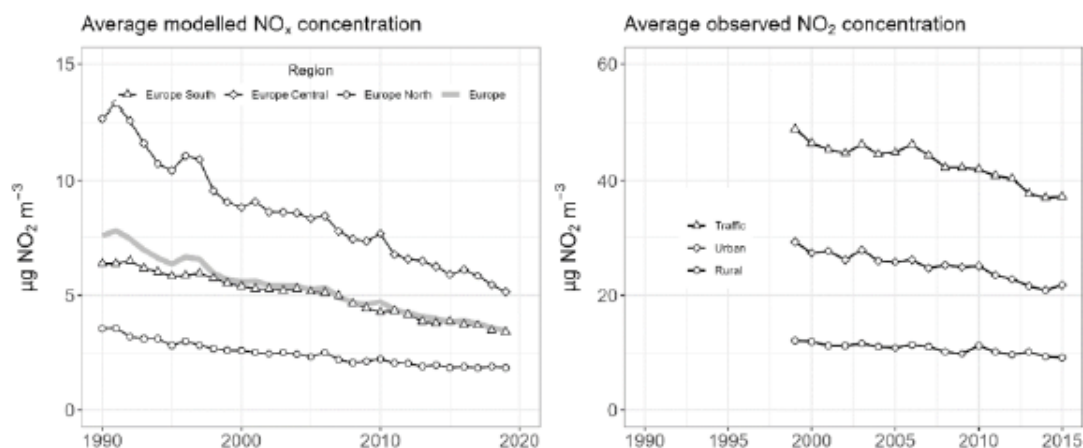 Average modelled NOₓ concentration
Region
Europe South Europe Central Europe North Europe
µg NO₂ m⁻³
15
10
5
0
1990 2000 2010 2020
Average observed NO₂ concentration
µg NO₂ m⁻³
60
40
20
0
Traffic
Urban
Rural
1990 1995 2000 2005 2010 2015